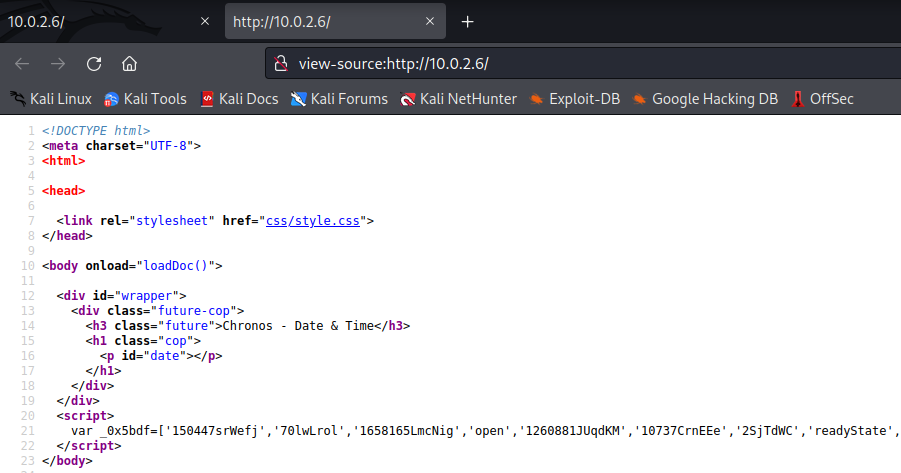 10.0.2.6/ × http://10.0.2.6/ × +
view-source:http://10.0.2.6/
Kali Linux Kali Tools Kali Docs Kali Forums Kali NetHunter Exploit-DB Google Hacking DB OffSec
1 <!DOCTYPE html>
2 <meta charset="UTF-8">
3 <html>
4
5 <head>
6
7 <link rel="stylesheet" href="css/style.css">
8 </head>
9
10 <body onload="loadDoc()">
11
12 <div id="wrapper">
13 <div class="future-cop">
14 <h3 class="future">Chronos - Date & Time</h3>
15 <h1 class="cop">
16 <p id="date"></p>
17 </h1>
18 </div>
19 </div>
20 <script>
21 var _0x5bdf=['150447srWefj','70lwLrol','1658165LmcNig','open','1260881JUqdKM','10737CrnEEe','2SjTdWC','readyState',
22 </script>
23 </body>